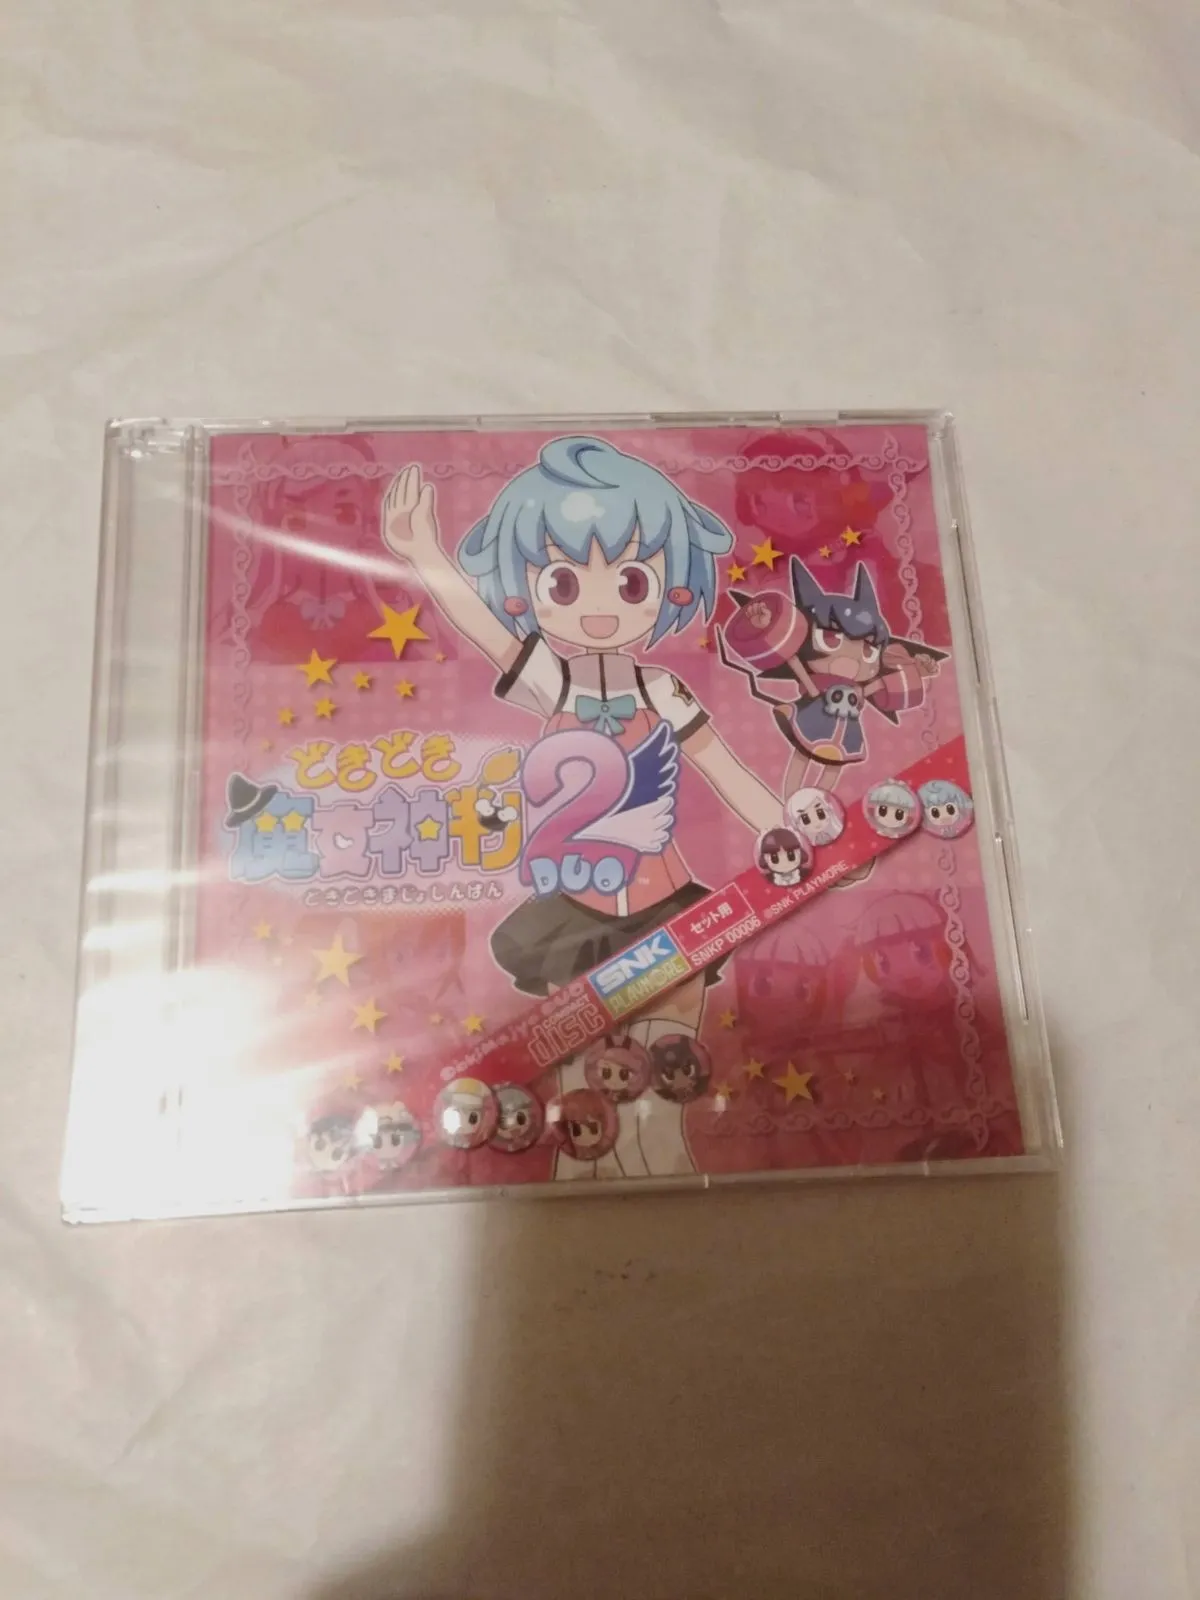 どきどき
魔女神判2
DUO™
どきどきまじょしんぱん
セット用
SNKP 00006 ©SNK PLAYMORE
SNK
PLAYMORE
COMPACT
disc